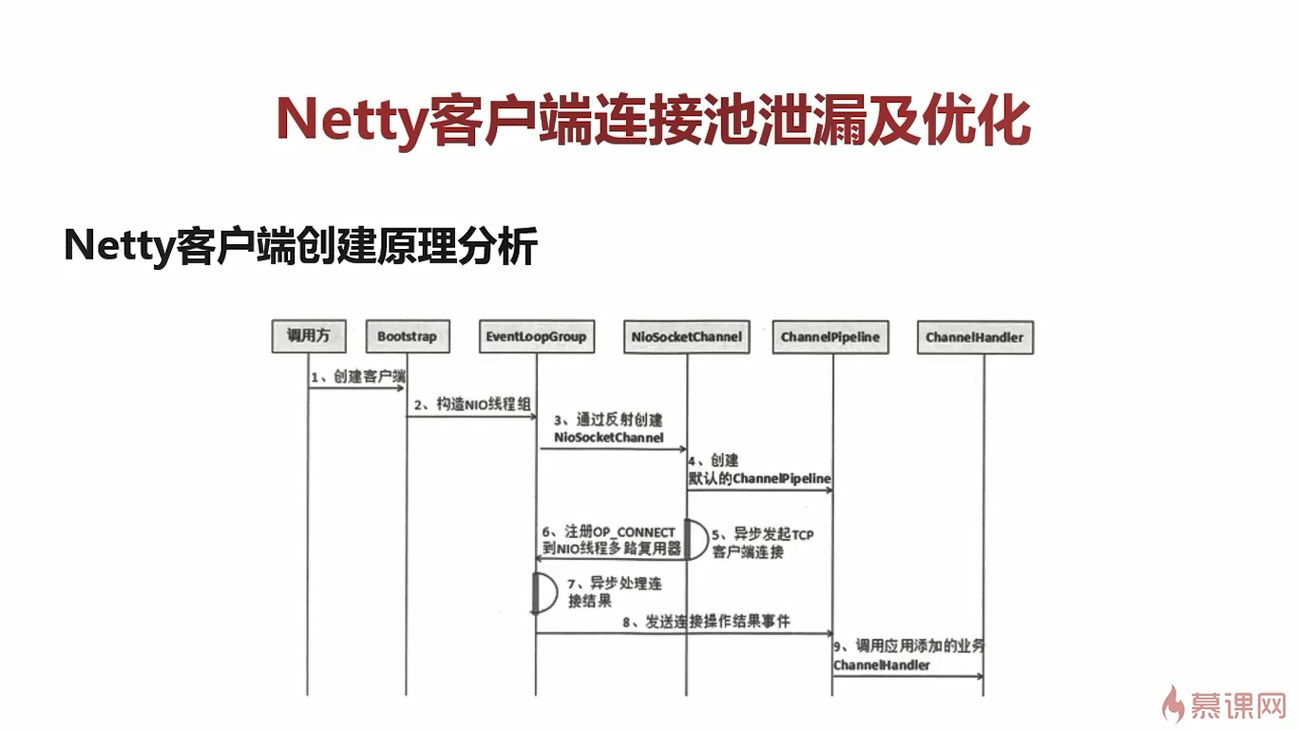 Netty客户端连接池泄漏及优化
Netty客户端创建原理分析
调用方
Bootstrap
EventLoopGroup
NioSocketChannel
ChannelPipeline
ChannelHandler
1、创建客户端
2、构造NIO线程组
3、通过反射创建
NioSocketChannel
4、创建
默认的ChannelPipeline
5、异步发起TCP
客户端连接
6、注册OP_CONNECT
到NIO线程多路复用器
7、异步处理连
接结果
8、发送连接操作结果事件
9、调用应用添加的业务
ChannelHandler
慕课网